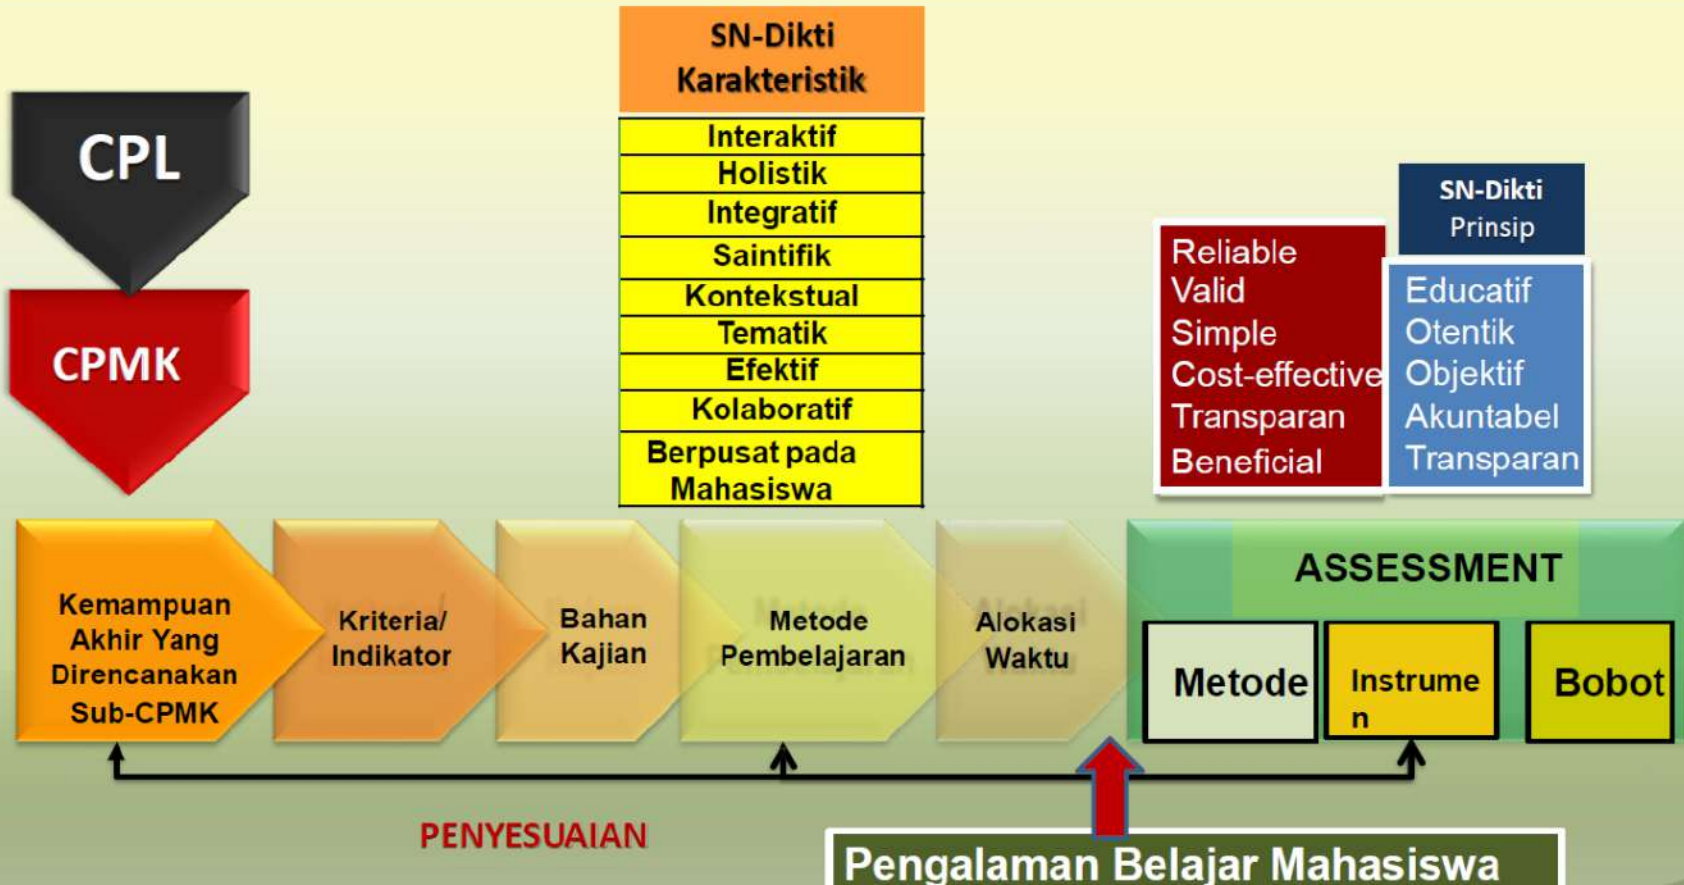 SN-Dikti
Karakteristik
Interaktif
Holistik
Integratif
Saintifik
Kontekstual
Tematik
Efektif
Kolaboratif
Berpusat pada
Mahasiswa
CPL
CPMK
SN-Dikti
Prinsip
Reliable
Valid
Simple
Cost-effective
Transparan
Beneficial
Educatif
Otentik
Objektif
Akuntabel
Transparan
Kemampuan
Akhir Yang
Direncanakan
Sub-CPMK
Kriteria/
Indikator
Bahan
Kajian
Metode
Pembelajaran
Alokasi
Waktu
ASSESSMENT
Metode
Instrume
n
Bobot
PENYESUAIAN
Pengalaman Belajar Mahasiswa